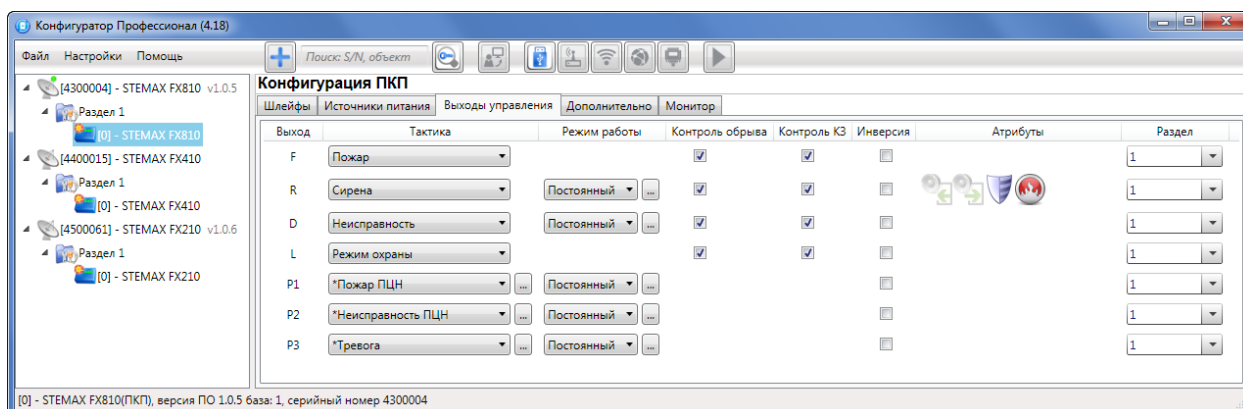 Конфигуратор Профессионал (4.18)
Файл Настройки Помощь Поиск: S/N, объект
[4300004] - STEMAX FX810 v1.0.5
Раздел 1
[0] - STEMAX FX810
[4400015] - STEMAX FX410
Раздел 1
[0] - STEMAX FX410
[4500061] - STEMAX FX210 v1.0.6
Раздел 1
[0] - STEMAX FX210
Конфигурация ПКП
Шлейфы Источники питания Выходы управления Дополнительно Монитор
Выход Тактика Режим работы Контроль обрыва Контроль КЗ Инверсия Атрибуты Раздел
F Пожар 1
R Сирена Постоянный ... 1
D Неисправность Постоянный ... 1
L Режим охраны 1
P1 *Пожар ПЦН ... Постоянный ... 1
P2 *Неисправность ПЦН ... Постоянный ... 1
P3 *Тревога ... Постоянный ... 1
[0] - STEMAX FX810(ПКП), версия ПО 1.0.5 база: 1, серийный номер 4300004